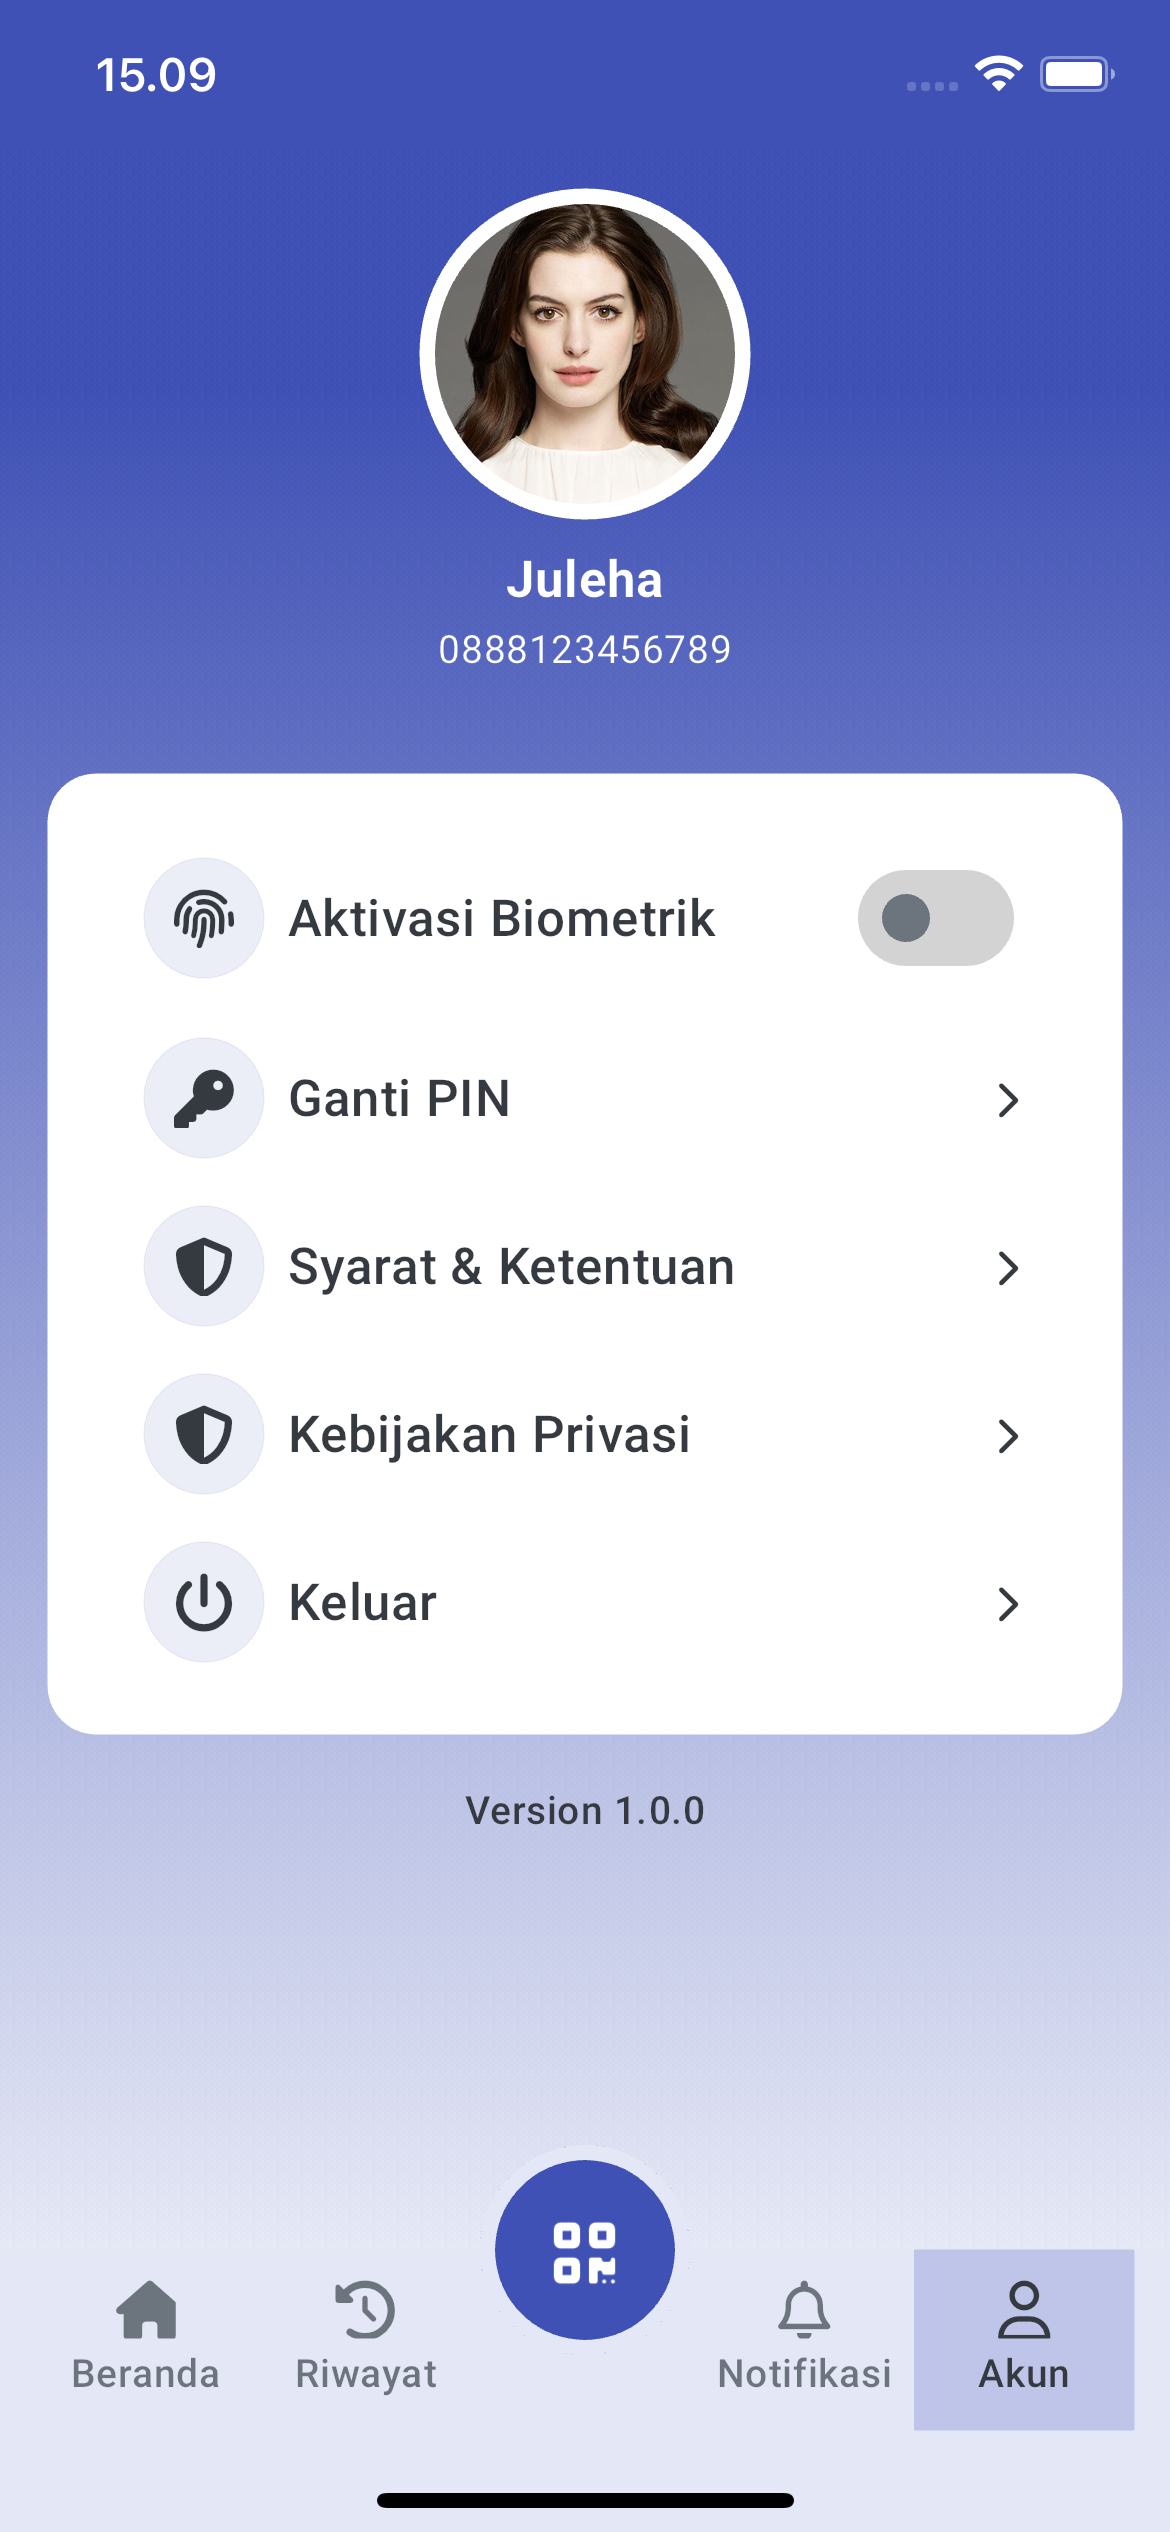 15.09
Juleha
0888123456789
Aktivasi Biometrik
Ganti PIN
Syarat & Ketentuan
Kebijakan Privasi
Keluar
Version 1.0.0
Beranda
Riwayat
Notifikasi
Akun